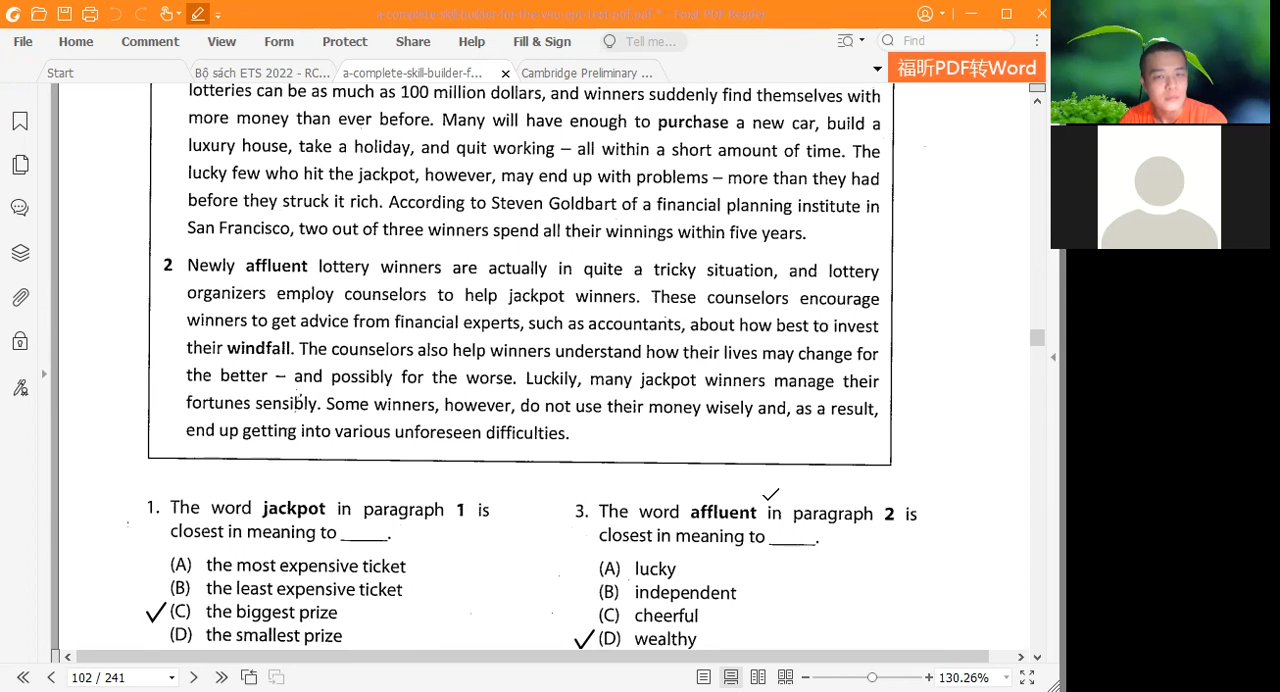 a-complete-skill-builder-for-the-vnu-ept-test-pdf.pdf * - Foxit PDF Reader
File Home Comment View Form Protect Share Help Fill & Sign Tell me... Find
Start Bộ sách ETS 2022 - RC... a-complete-skill-builder-f... Cambridge Preliminary ... 福昕PDF转Word
lotteries can be as much as 100 million dollars, and winners suddenly find themselves with
more money than ever before. Many will have enough to purchase a new car, build a
luxury house, take a holiday, and quit working – all within a short amount of time. The
lucky few who hit the jackpot, however, may end up with problems – more than they had
before they struck it rich. According to Steven Goldbart of a financial planning institute in
San Francisco, two out of three winners spend all their winnings within five years.
2 Newly affluent lottery winners are actually in quite a tricky situation, and lottery
organizers employ counselors to help jackpot winners. These counselors encourage
winners to get advice from financial experts, such as accountants, about how best to invest
their windfall. The counselors also help winners understand how their lives may change for
the better – and possibly for the worse. Luckily, many jackpot winners manage their
fortunes sensibly. Some winners, however, do not use their money wisely and, as a result,
end up getting into various unforeseen difficulties.
1. The word jackpot in paragraph 1 is
closest in meaning to _____.
(A) the most expensive ticket
(B) the least expensive ticket
(C) the biggest prize
(D) the smallest prize
3. The word affluent in paragraph 2 is
closest in meaning to _____.
(A) lucky
(B) independent
(C) cheerful
(D) wealthy
102 / 241
130.26%